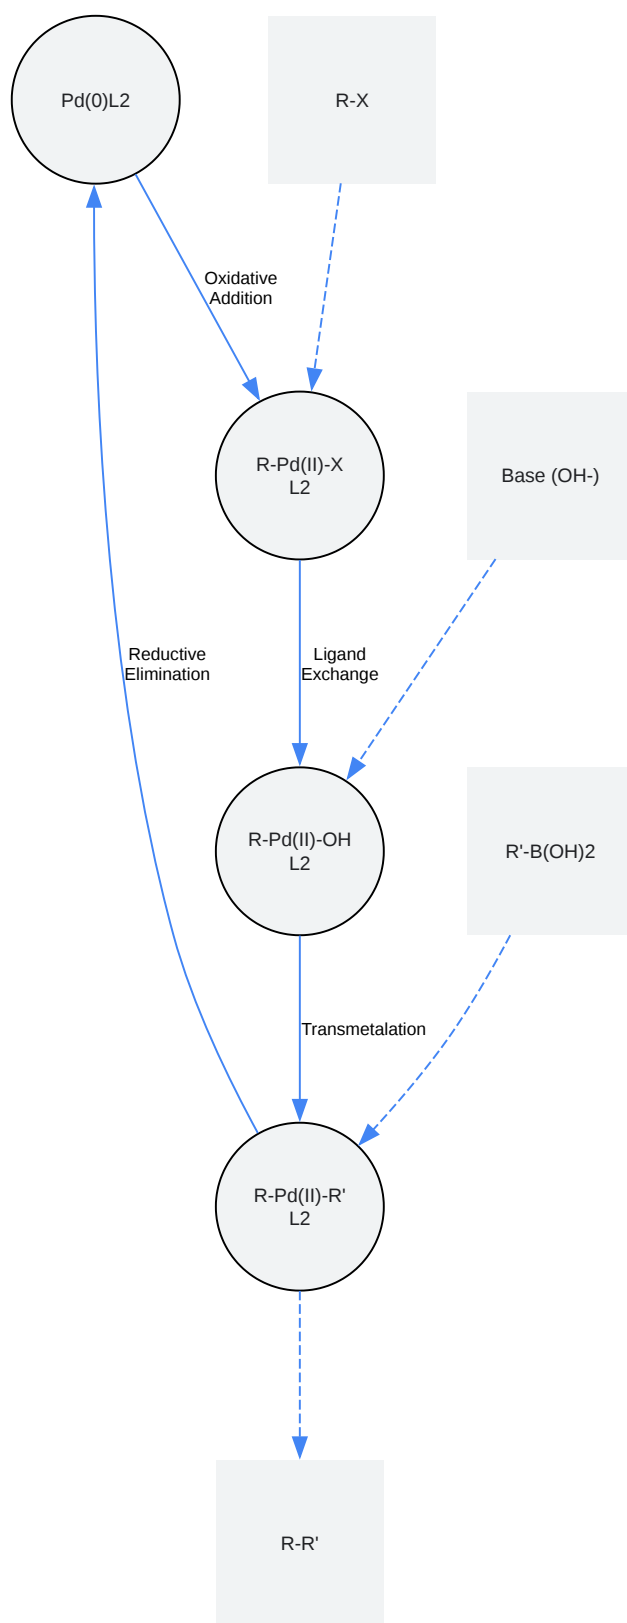 Pd(0)L2
R-X
Oxidative
Addition
R-Pd(II)-X
L2
Base (OH-)
Reductive
Elimination
Ligand
Exchange
R-Pd(II)-OH
L2
R'-B(OH)2
Transmetalation
R-Pd(II)-R'
L2
R-R'